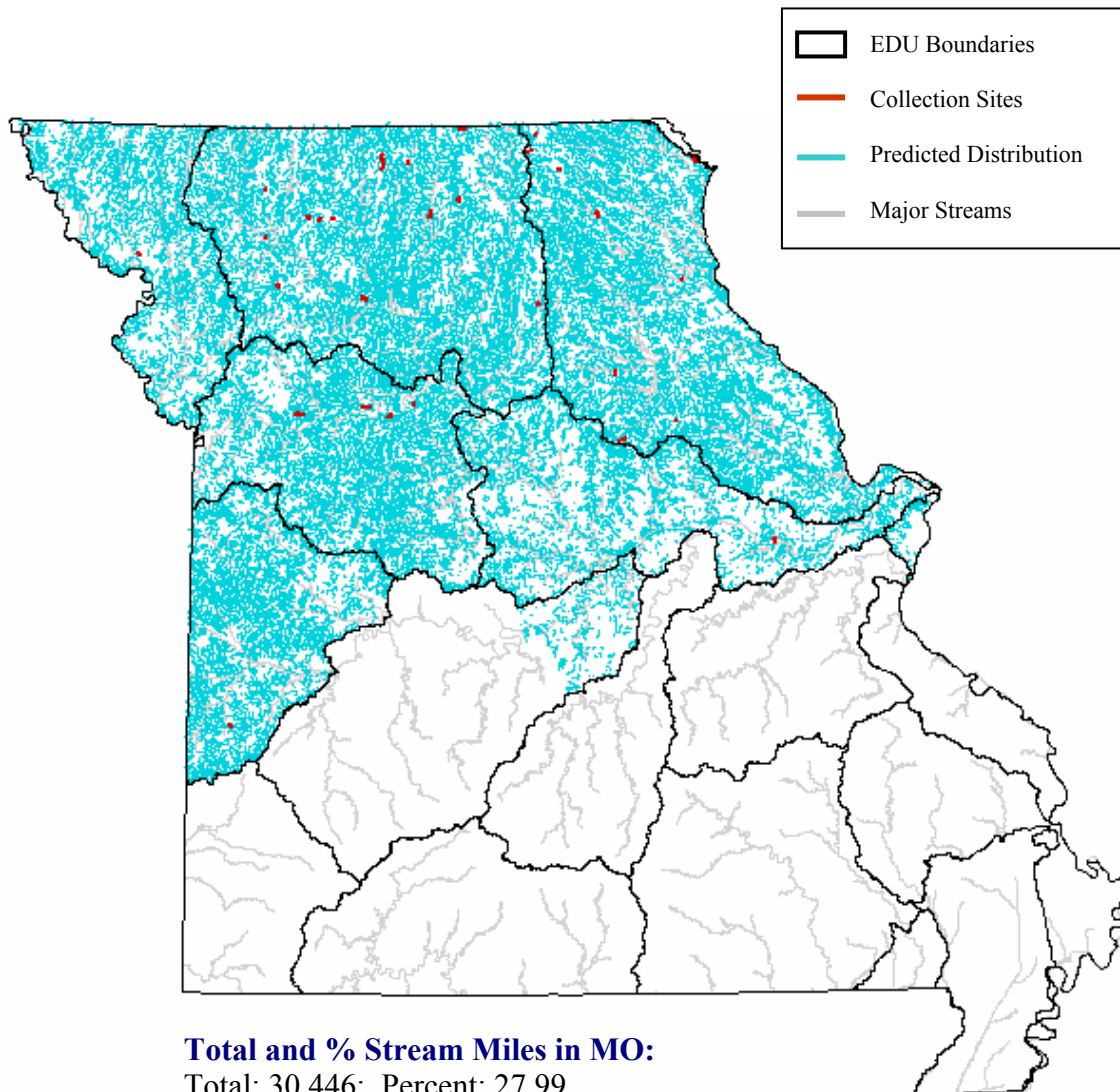 EDU Boundaries
Collection Sites
Predicted Distribution
Major Streams
Total and % Stream Miles in MO:
Total: 30,446; Percent: 27.99